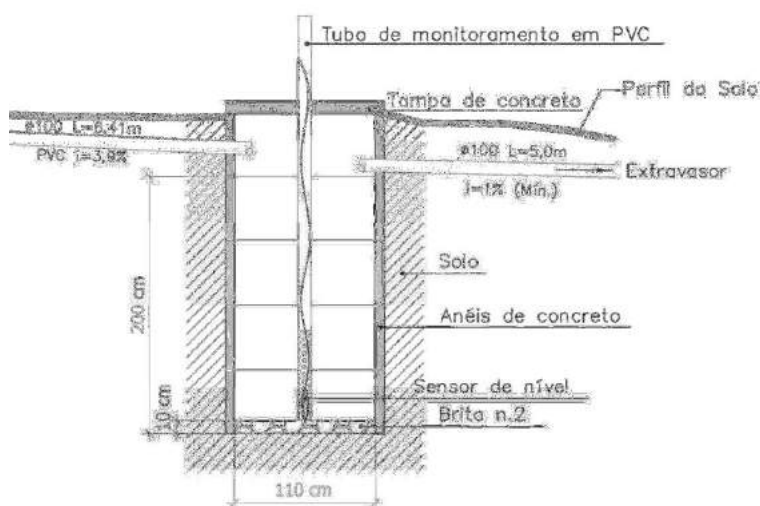 Tubo de monitoramento em PVC
Tampa de concreto
Perfil do Solo
ø100 L=6,41m
PVC i=3,9%
ø100 L=5,0m
i=1% (Mín.)
Extravasor
Solo
200 cm
Anéis de concreto
Sensor de nível
10 cm
Brita n.2
110 cm